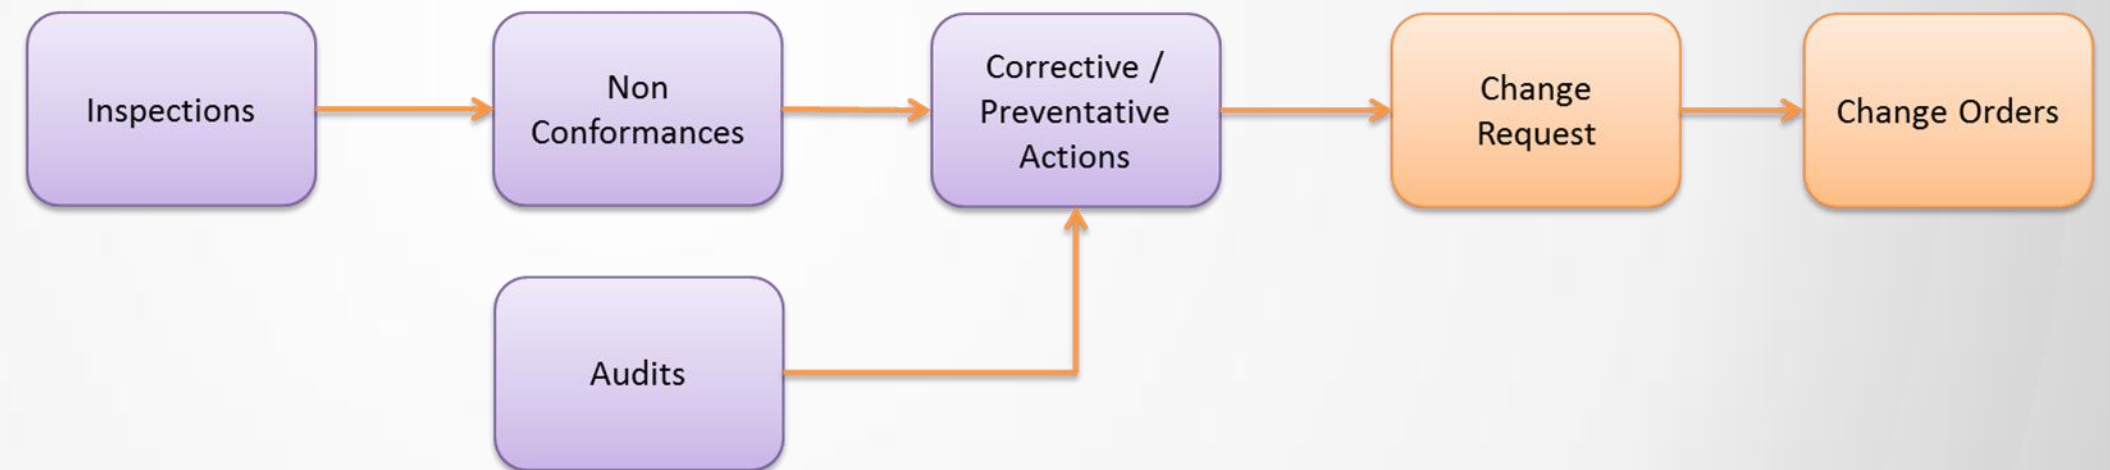 Inspections
Non
Conformances
Corrective /
Preventative
Actions
Change
Request
Change Orders
Audits